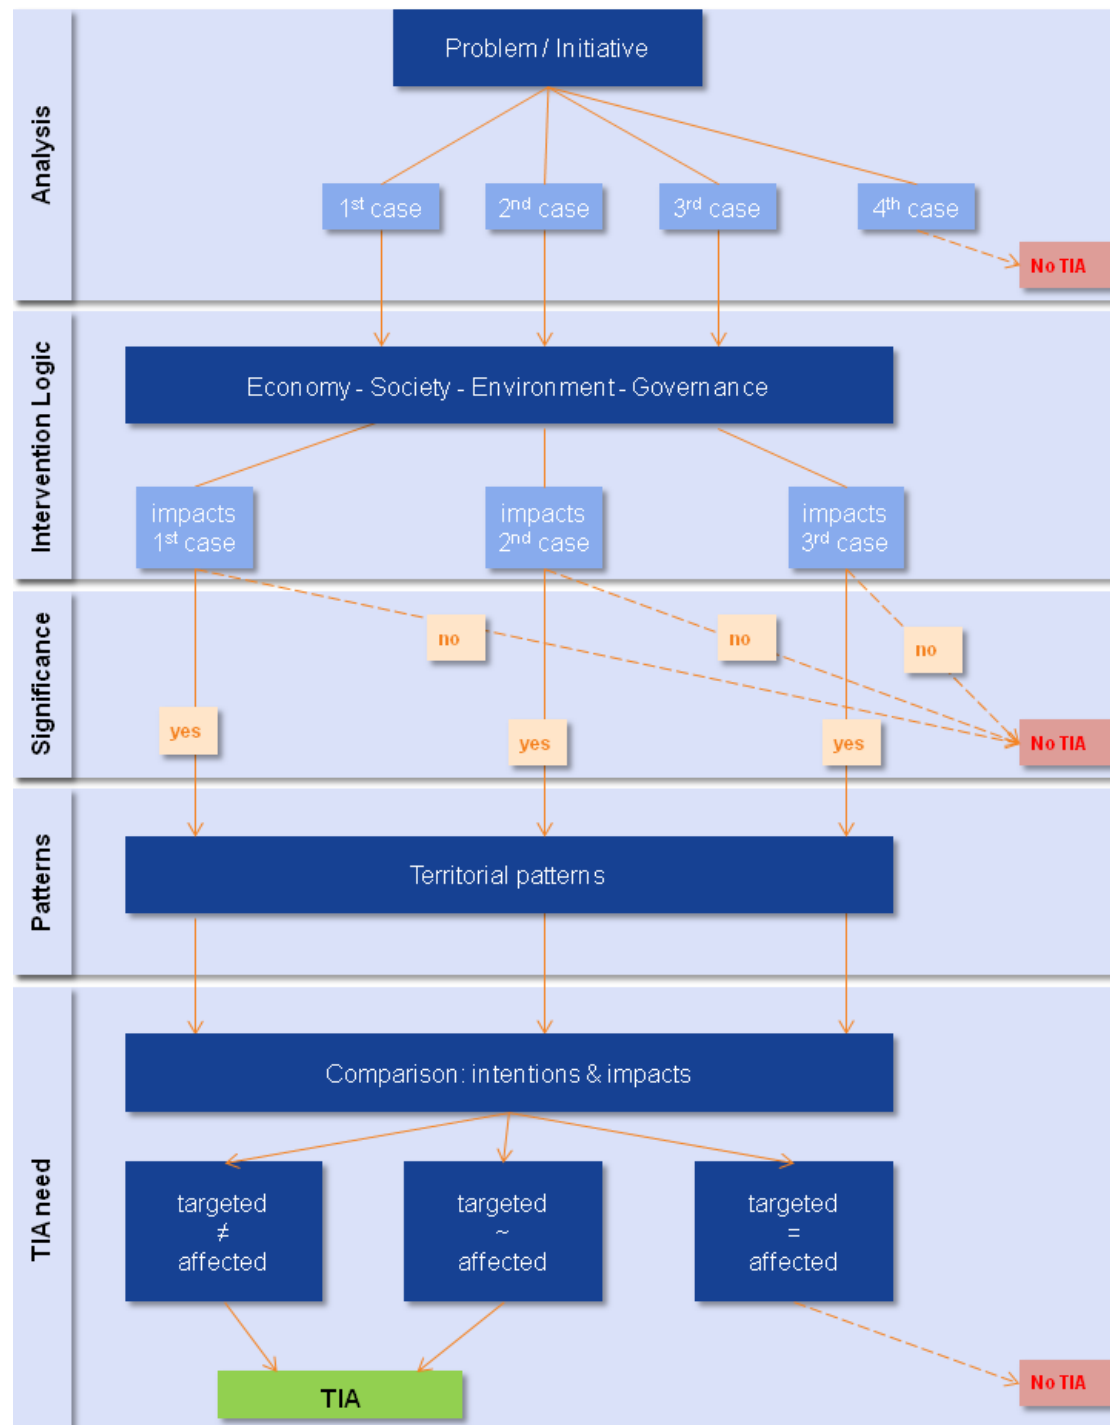 Analysis
Problem / Initiative
1st case
2nd case
3rd case
4th case
No TIA
Intervention Logic
Economy - Society - Environment - Governance
impacts
1st case
impacts
2nd case
impacts
3rd case
Significance
no
no
no
yes
yes
yes
No TIA
Patterns
Territorial patterns
TIA need
Comparison: intentions & impacts
targeted
≠
affected
targeted
~
affected
targeted
=
affected
TIA
No TIA